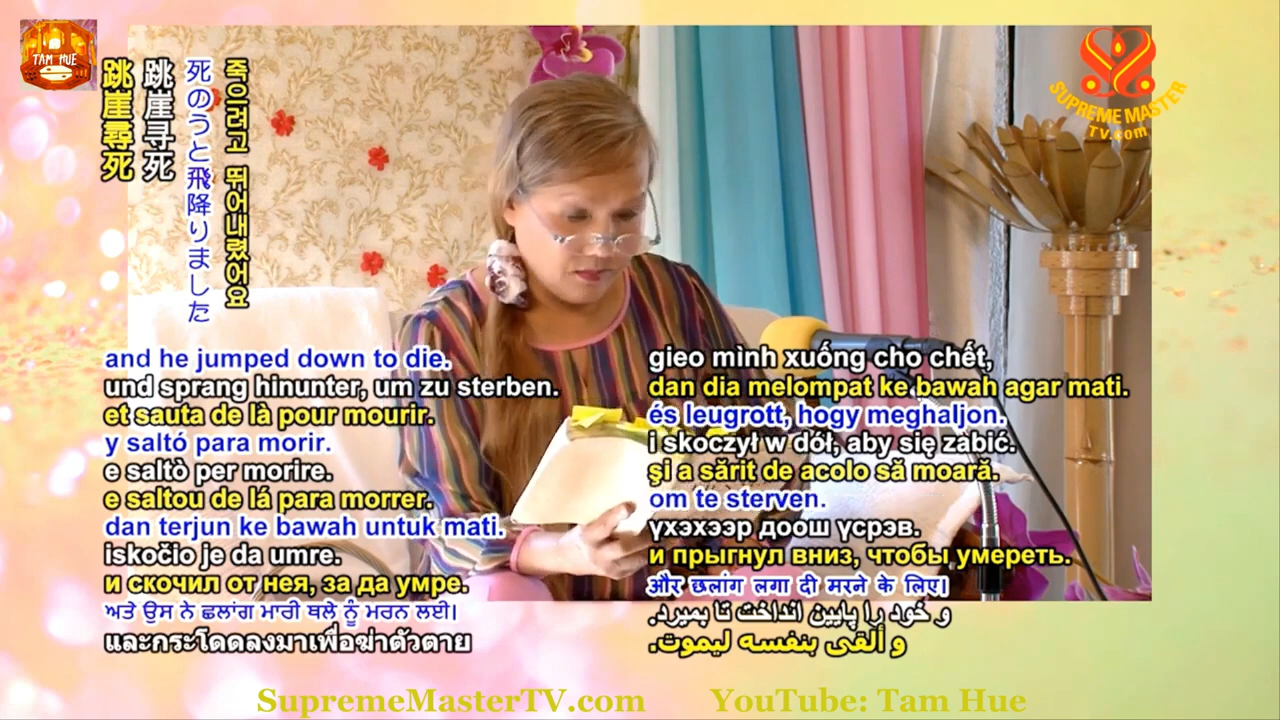 TAM HUE
跳崖尋死
跳崖寻死
死のうと飛降りました
죽으려고 뛰어내렸어요
SUPREME MASTER
TV.com
and he jumped down to die.
und sprang hinunter, um zu sterben.
et sauta de là pour mourir.
y saltó para morir.
e saltò per morire.
e saltou de lá para morrer.
dan terjun ke bawah untuk mati.
iskočio je da umre.
и скочил от нея, за да умре.
ਅਤੇ ਉਸ ਨੇ ਛਲਾਂਗ ਮਾਰੀ ਥਲੇ ਨੂੰ ਮਰਨ ਲਈ।
และกระโดดลงมาเพื่อฆ่าตัวตาย
gieo mình xuống cho chết,
dan dia melompat ke bawah agar mati.
és leugrott, hogy meghaljon.
i skoczył w dół, aby się zabić.
şi a sărit de acolo să moară.
om te sterven.
үхэхээр доош үсрэв.
и прыгнул вниз, чтобы умереть.
और छलांग लगा दी मरने के लिए।
و خود را پایین انداخت تا بمیرد.
و ألقى بنفسه ليموت.
SupremeMasterTV.com
YouTube: Tam Hue